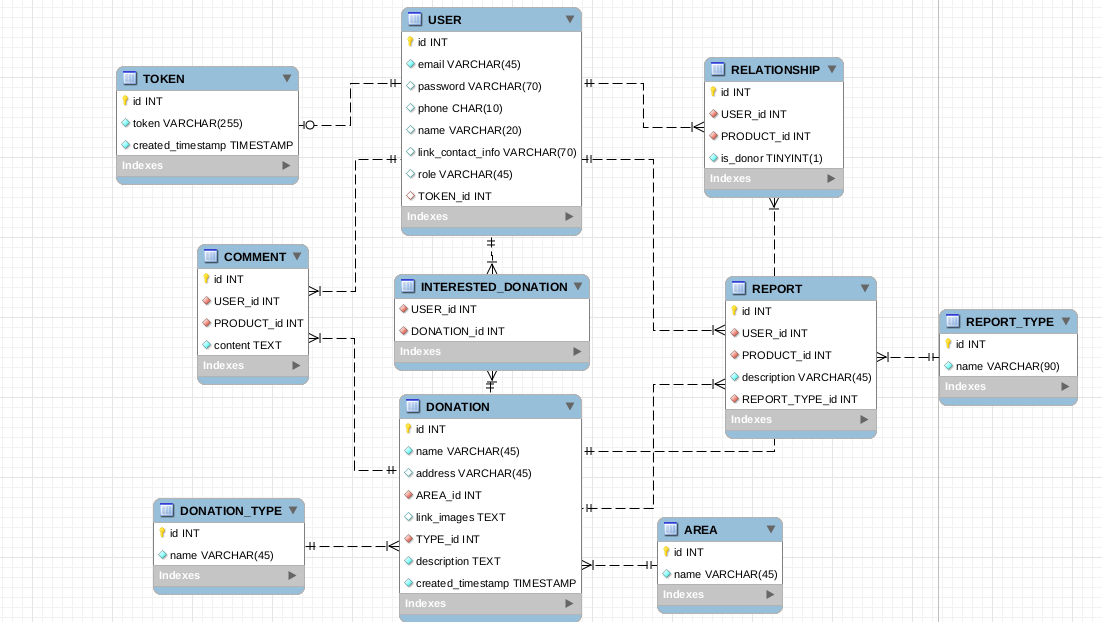 USER
id INT
email VARCHAR(45)
password VARCHAR(70)
phone CHAR(10)
name VARCHAR(20)
link_contact_info VARCHAR(70)
role VARCHAR(45)
TOKEN_id INT
Indexes
TOKEN
id INT
token VARCHAR(255)
created_timestamp TIMESTAMP
Indexes
RELATIONSHIP
id INT
USER_id INT
PRODUCT_id INT
is_donor TINYINT(1)
Indexes
COMMENT
id INT
USER_id INT
PRODUCT_id INT
content TEXT
Indexes
INTERESTED_DONATION
USER_id INT
DONATION_id INT
Indexes
REPORT
id INT
USER_id INT
PRODUCT_id INT
description VARCHAR(45)
REPORT_TYPE_id INT
Indexes
REPORT_TYPE
id INT
name VARCHAR(90)
Indexes
DONATION
id INT
name VARCHAR(45)
address VARCHAR(45)
AREA_id INT
link_images TEXT
TYPE_id INT
description TEXT
created_timestamp TIMESTAMP
Indexes
DONATION_TYPE
id INT
name VARCHAR(45)
Indexes
AREA
id INT
name VARCHAR(45)
Indexes